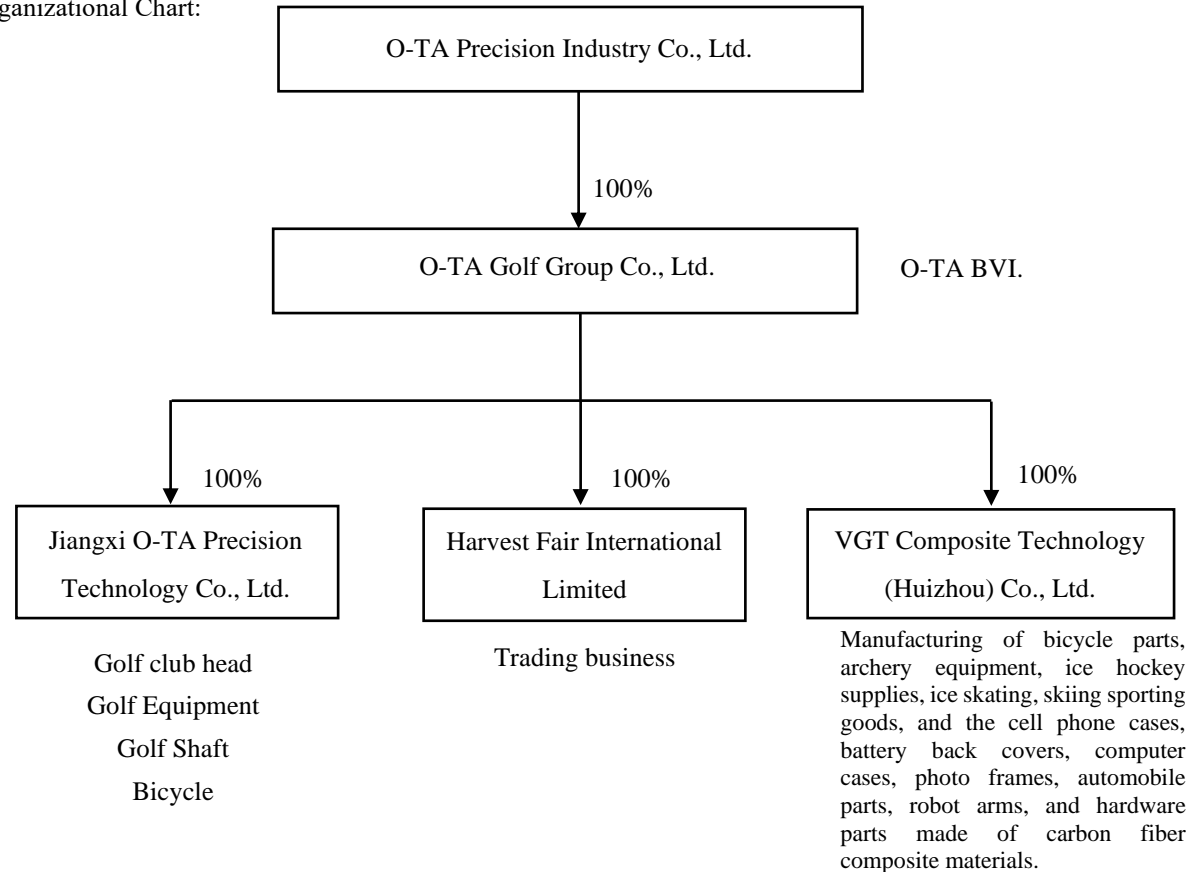 ganizational Chart:
O-TA Precision Industry Co., Ltd.
100%
O-TA Golf Group Co., Ltd.
O-TA BVI.
100%
100%
100%
Jiangxi O-TA Precision
Technology Co., Ltd.
Harvest Fair International
Limited
VGT Composite Technology
(Huizhou) Co., Ltd.
Golf club head
Golf Equipment
Golf Shaft
Bicycle
Trading business
Manufacturing of bicycle parts,
archery equipment, ice hockey
supplies, ice skating, skiing sporting
goods, and the cell phone cases,
battery back covers, computer
cases, photo frames, automobile
parts, robot arms, and hardware
parts made of carbon fiber
composite materials.